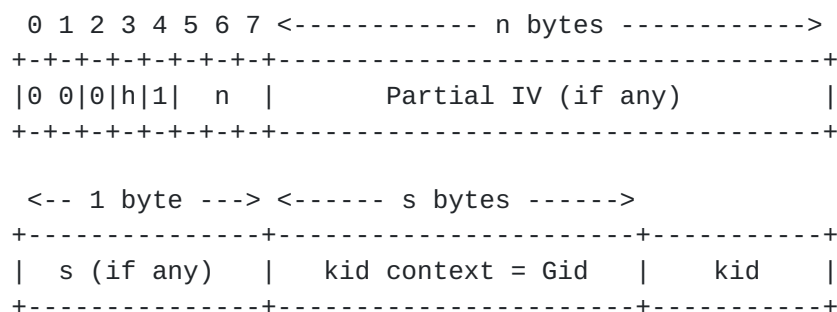 0 1 2 3 4 5 6 7 <------------ n bytes ------------>
+-+-+-+-+-+-+-+-+-----------------------------------+
|0 0|0|h|1|  n  |       Partial IV (if any)         |
+-+-+-+-+-+-+-+-+-----------------------------------+
 <-- 1 byte ---> <------ s bytes ------>
+---------------+-----------------------+-----------+
|  s (if any)   |   kid context = Gid   |    kid    |
+---------------+-----------------------+-----------+